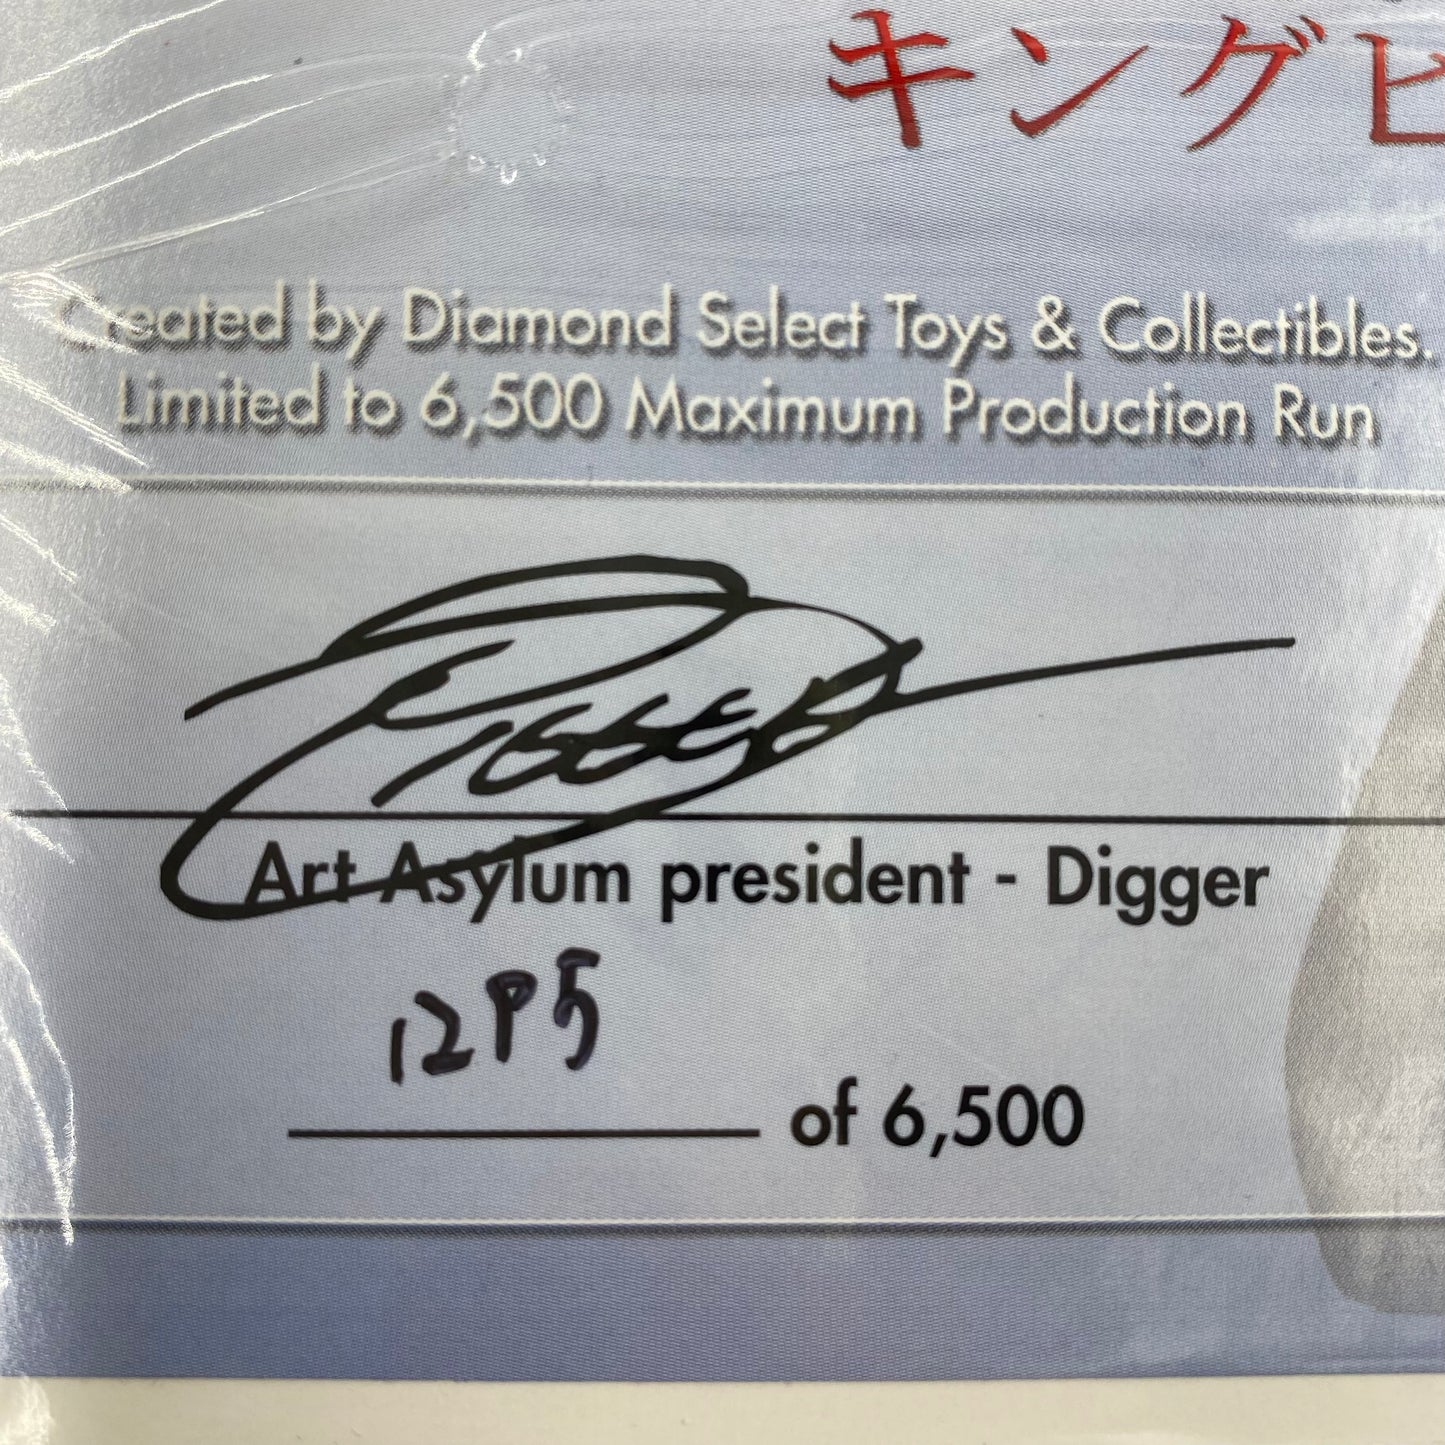 キングピ
Created by Diamond Select Toys & Collectibles.
Limited to 6,500 Maximum Production Run
Art Asylum president - Digger
1295
of 6,500